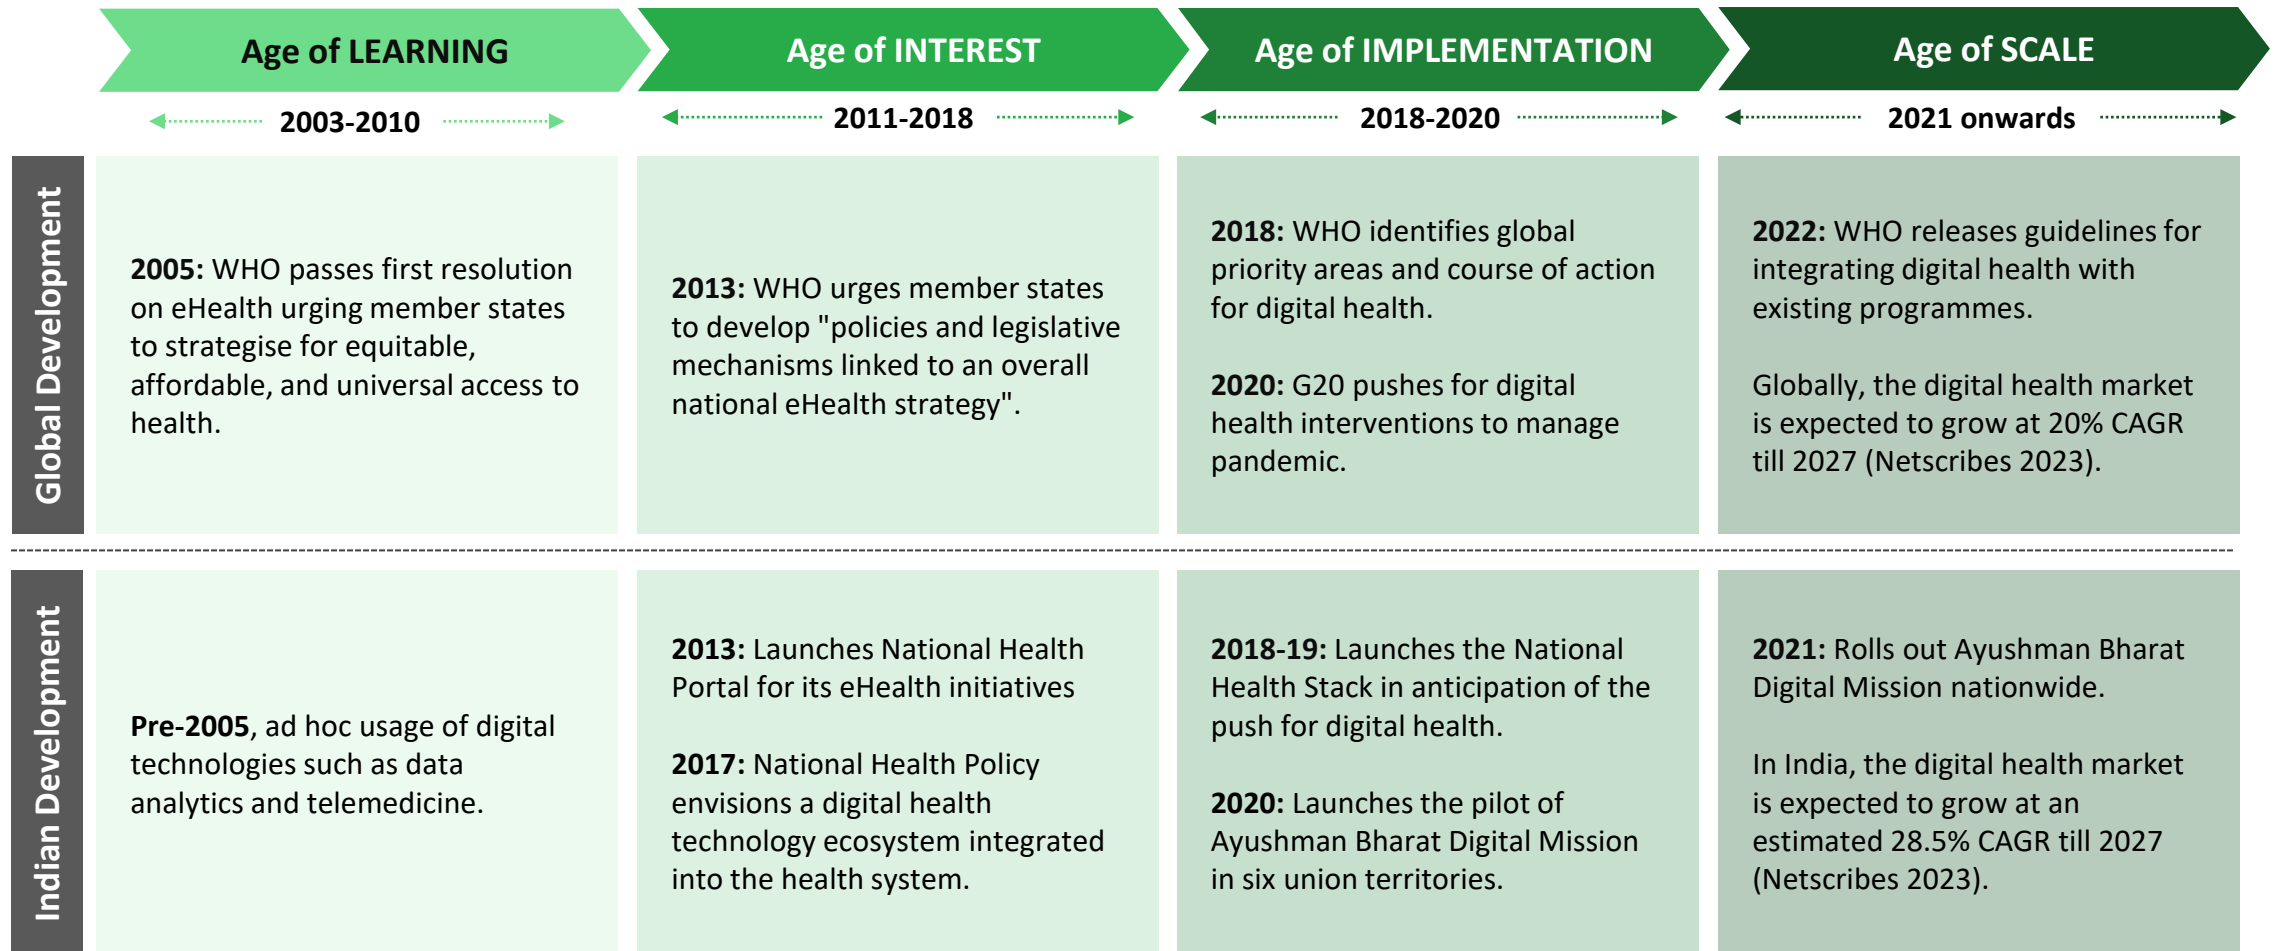 Age of LEARNING
Age of INTEREST
Age of IMPLEMENTATION
Age of SCALE
2003-2010
2011-2018
2018-2020
2021 onwards
Global Development
2005: WHO passes first resolution
on eHealth urging member states
to strategise for equitable,
affordable, and universal access to
health.
2013: WHO urges member states
to develop "policies and legislative
mechanisms linked to an overall
national eHealth strategy".
2018: WHO identifies global
priority areas and course of action
for digital health.
2020: G20 pushes for digital
health interventions to manage
pandemic.
2022: WHO releases guidelines for
integrating digital health with
existing programmes.
Globally, the digital health market
is expected to grow at 20% CAGR
till 2027 (Netscribes 2023).
Indian Development
Pre-2005, ad hoc usage of digital
technologies such as data
analytics and telemedicine.
2013: Launches National Health
Portal for its eHealth initiatives
2017: National Health Policy
envisions a digital health
technology ecosystem integrated
into the health system.
2018-19: Launches the National
Health Stack in anticipation of the
push for digital health.
2020: Launches the pilot of
Ayushman Bharat Digital Mission
in six union territories.
2021: Rolls out Ayushman Bharat
Digital Mission nationwide.
In India, the digital health market
is expected to grow at an
estimated 28.5% CAGR till 2027
(Netscribes 2023).